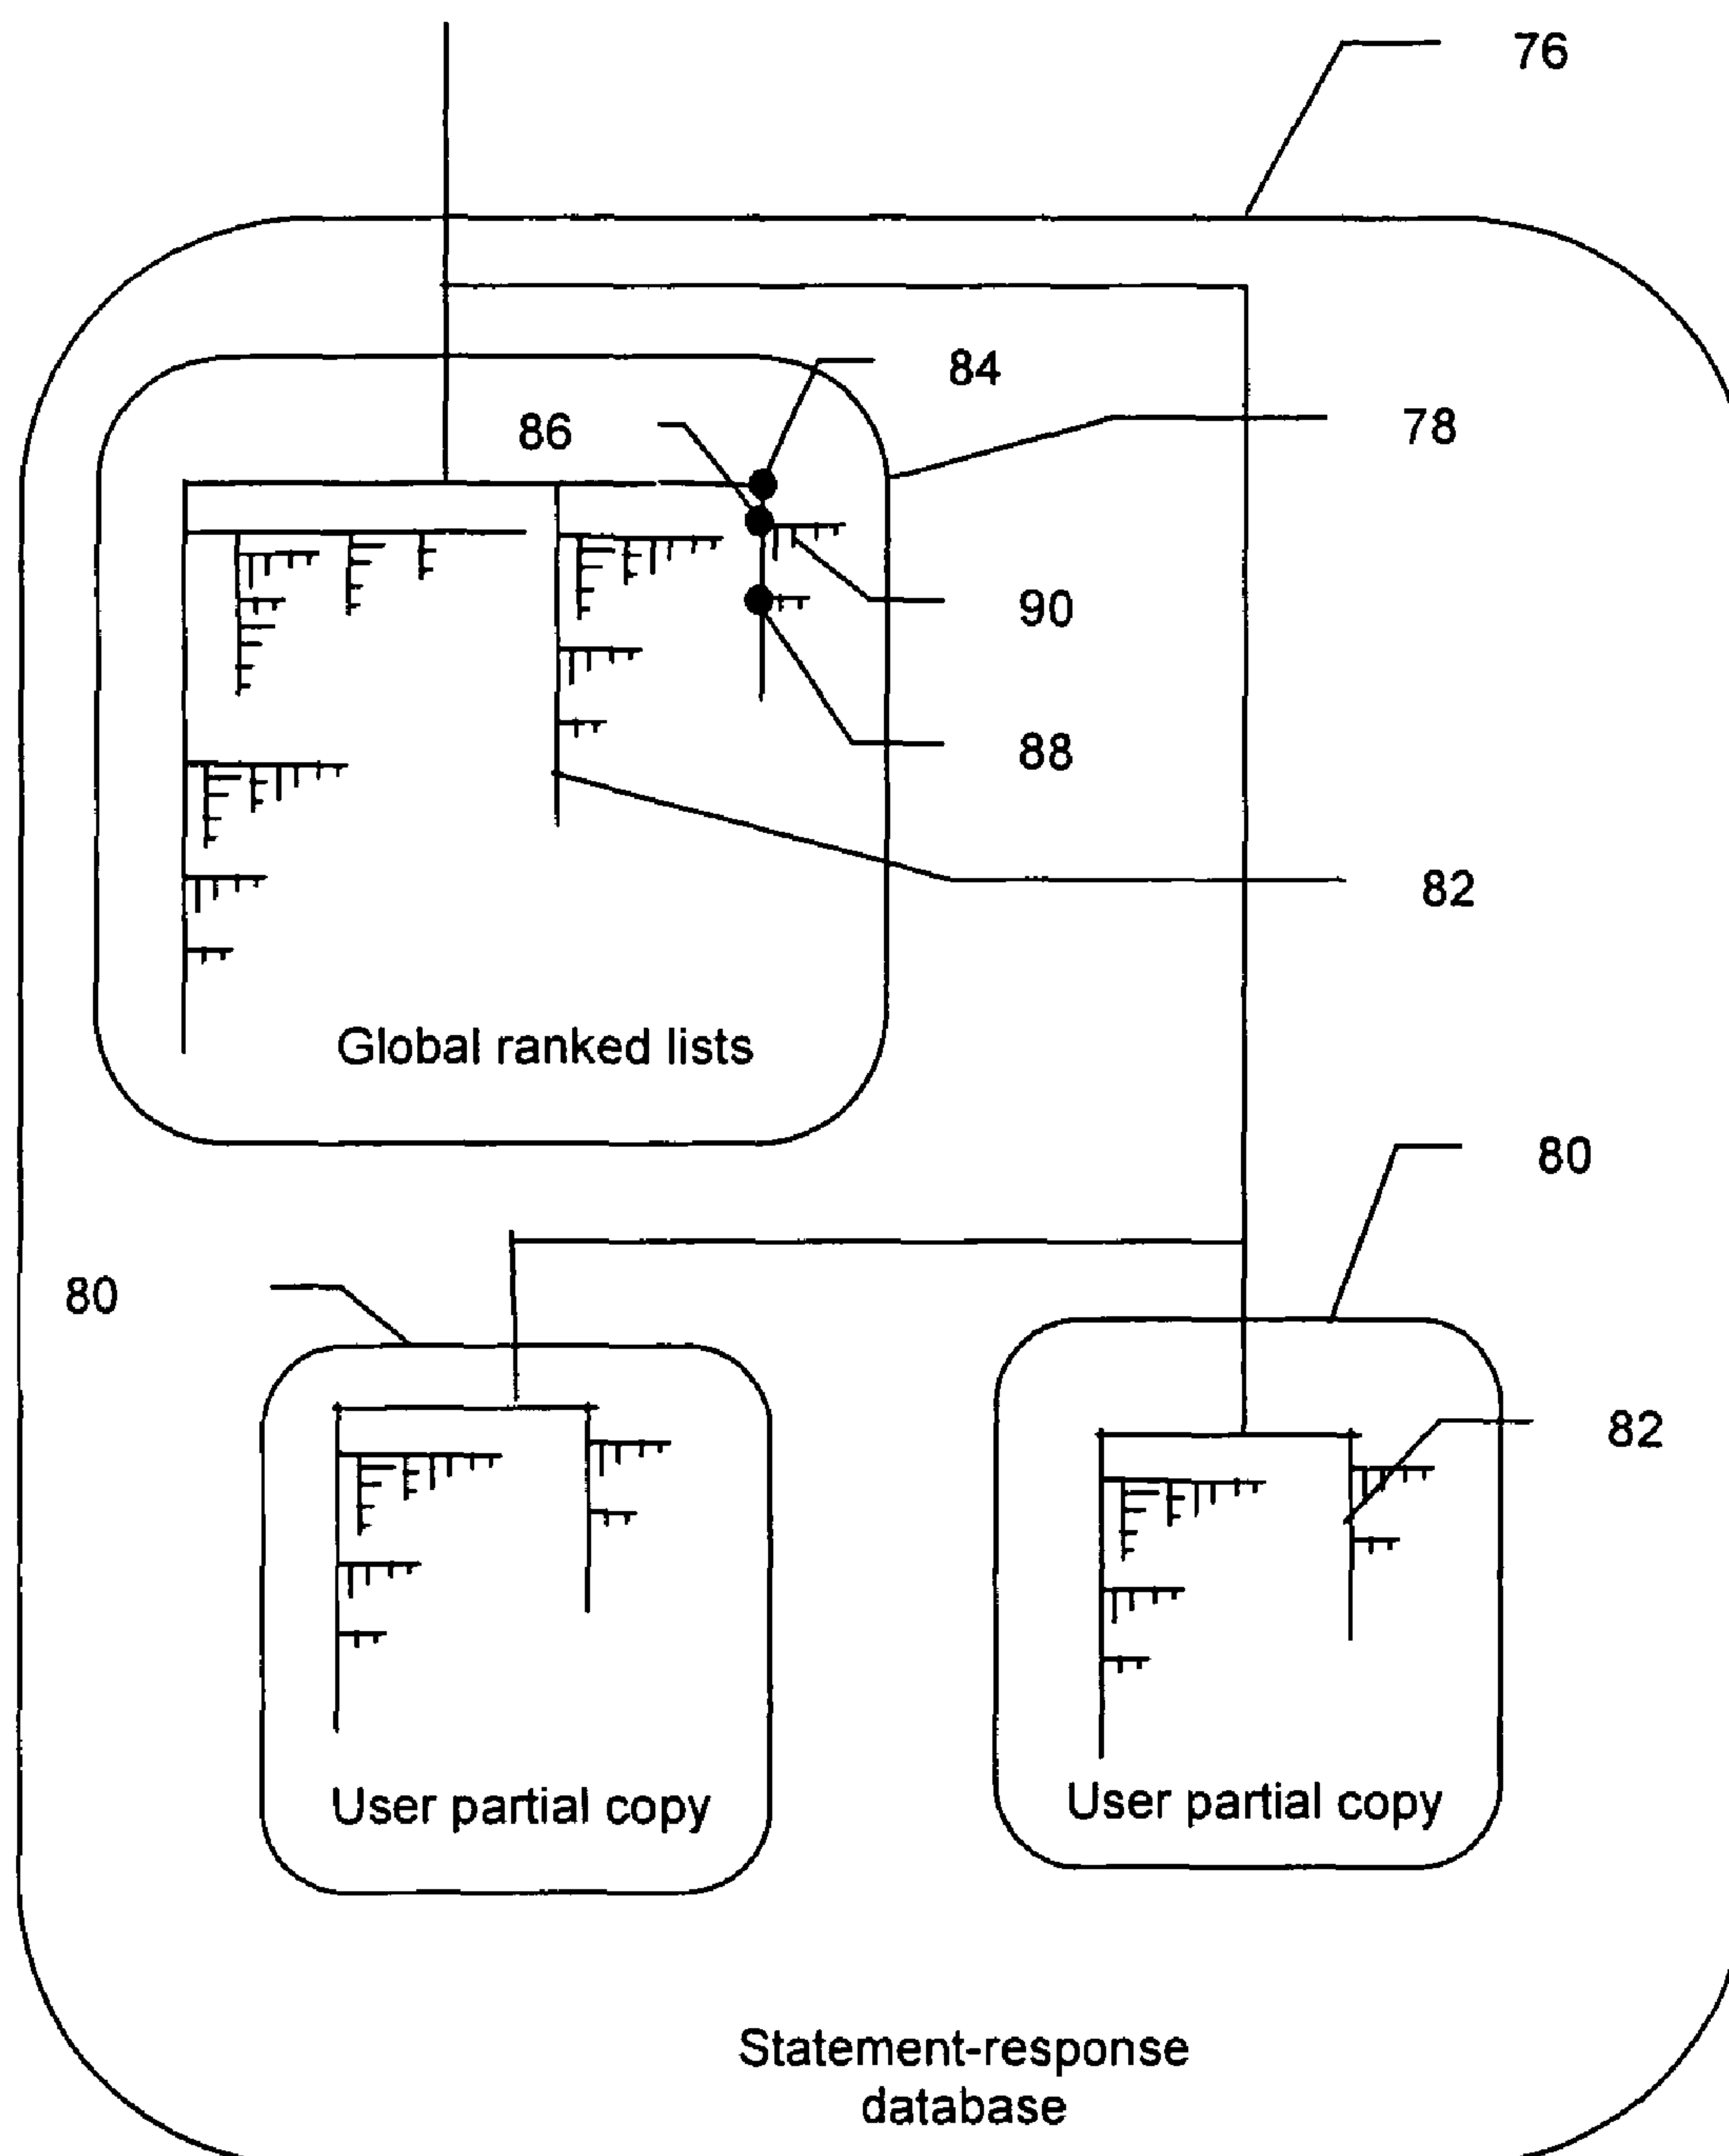 76
84
86
78
90
88
82
Global ranked lists
80
80
82
User partial copy
User partial copy
Statement-response
database